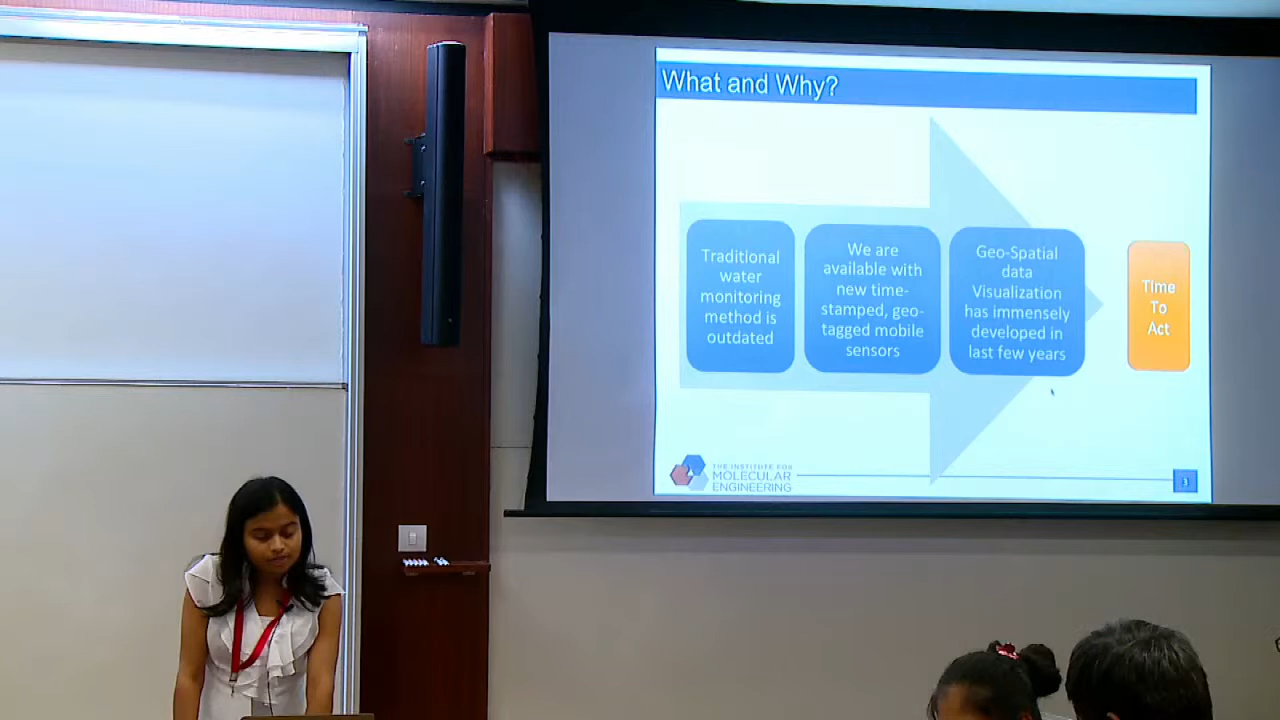 What and Why?
Traditional
water
monitoring
method is
outdated
We are
available with
new time-
stamped, geo-
tagged mobile
sensors
Geo-Spatial
data
Visualization
has immensely
developed in
last few years
Time
To
Act
THE INSTITUTE FOR
MOLECULAR
ENGINEERING
3